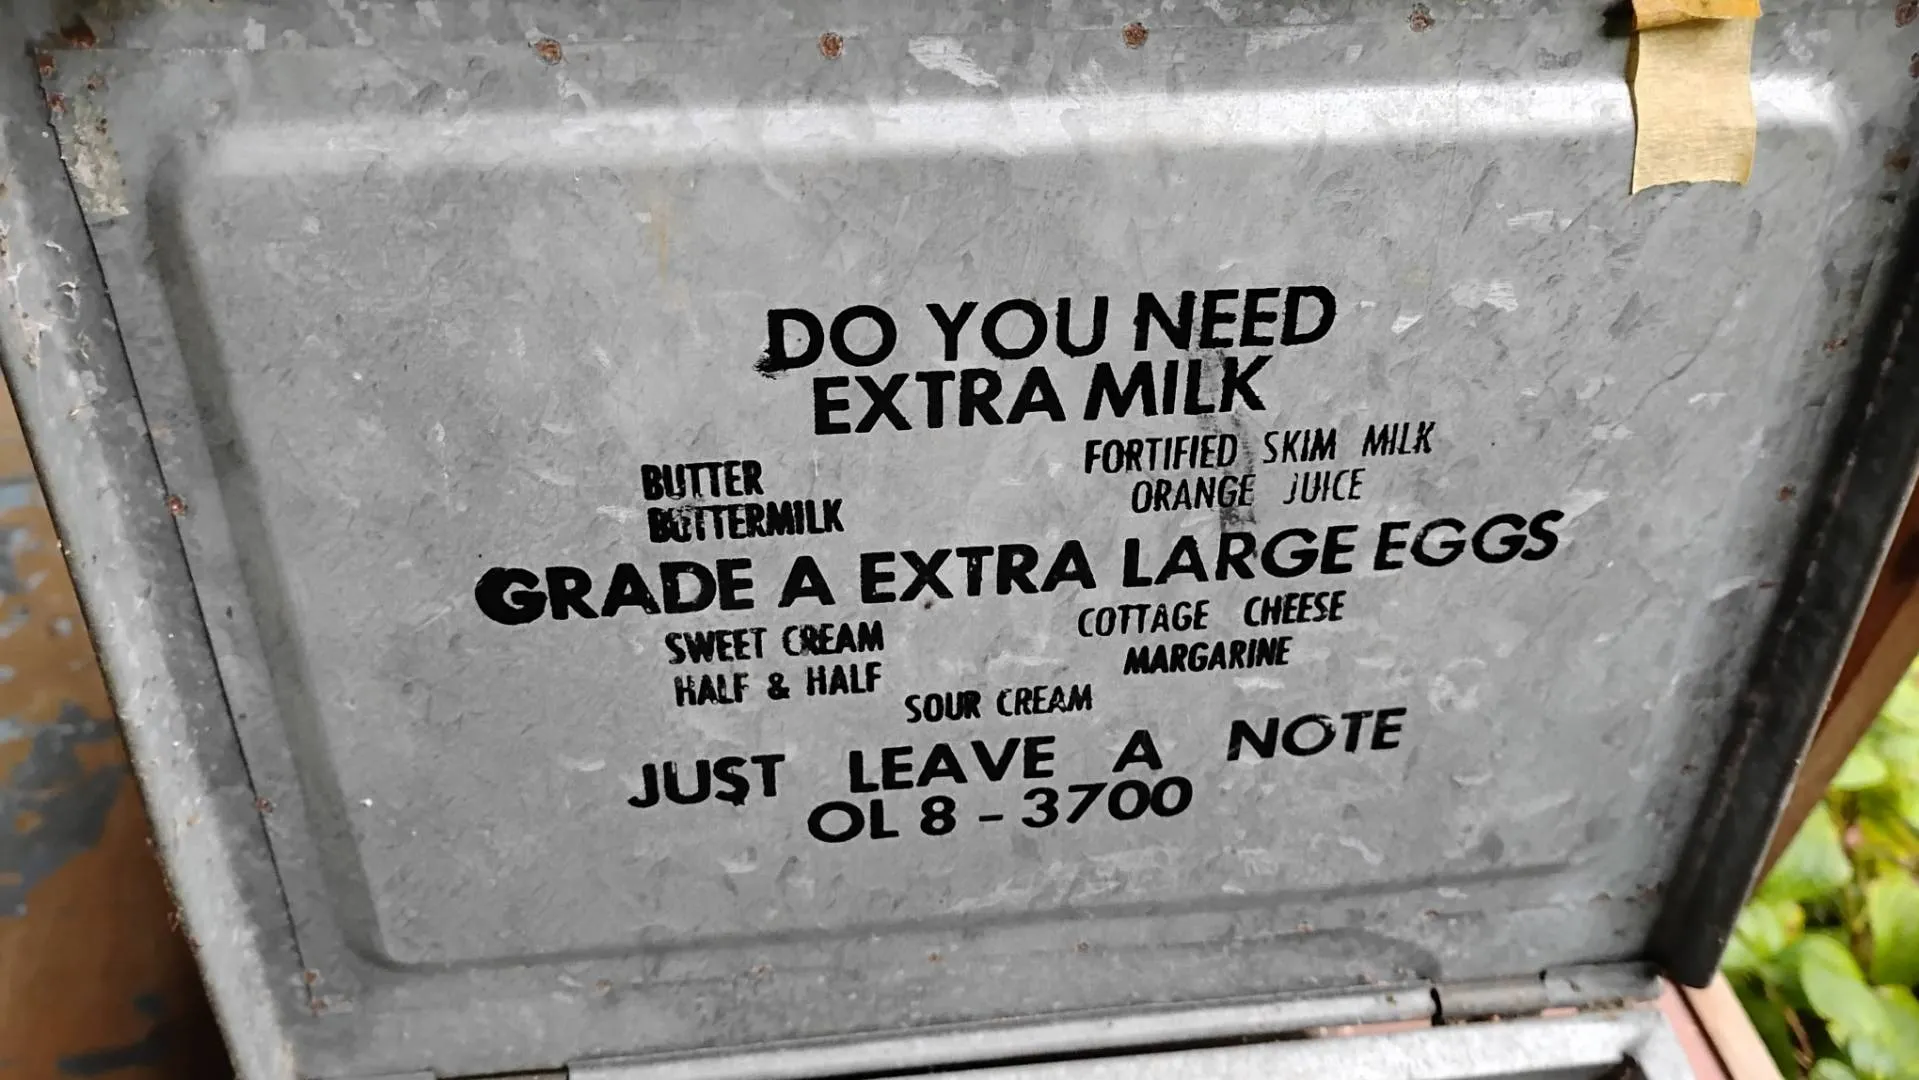 DO YOU NEED
EXTRA MILK
BUTTER
BUTTERMILK
FORTIFIED SKIM MILK
ORANGE JUICE
GRADE A EXTRA LARGE EGGS
SWEET CREAM
HALF & HALF
COTTAGE CHEESE
MARGARINE
SOUR CREAM
JUST LEAVE A NOTE
OL 8 - 3700